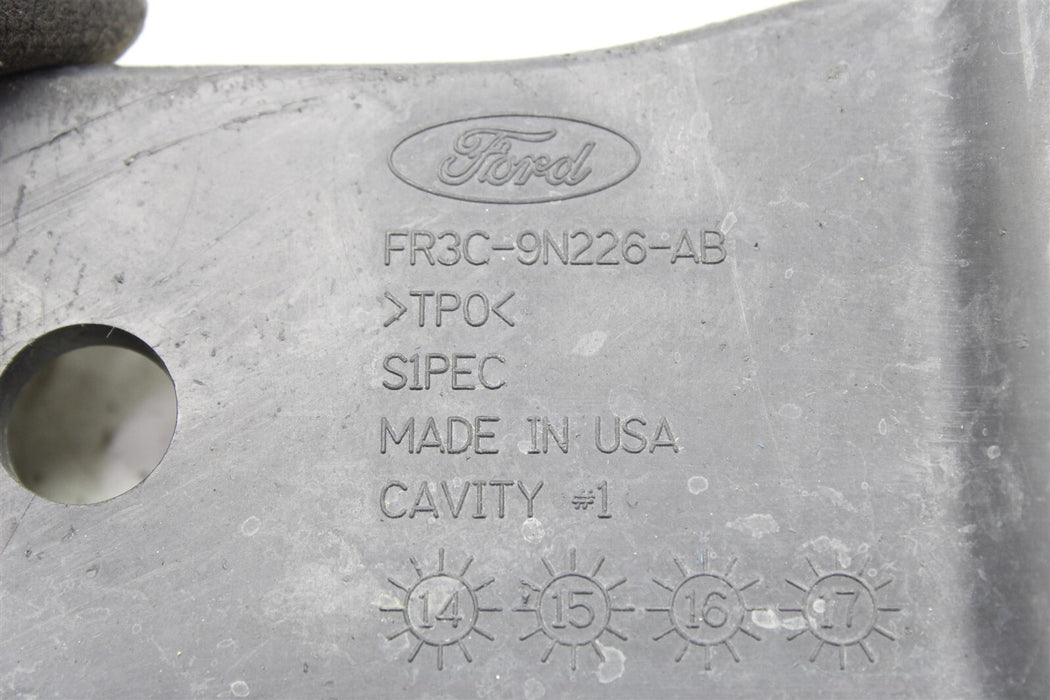 Ford
FR3C-9N226-AB
>TPO<
S1PEC
MADE IN USA
CAVITY #1
14 15 16 17